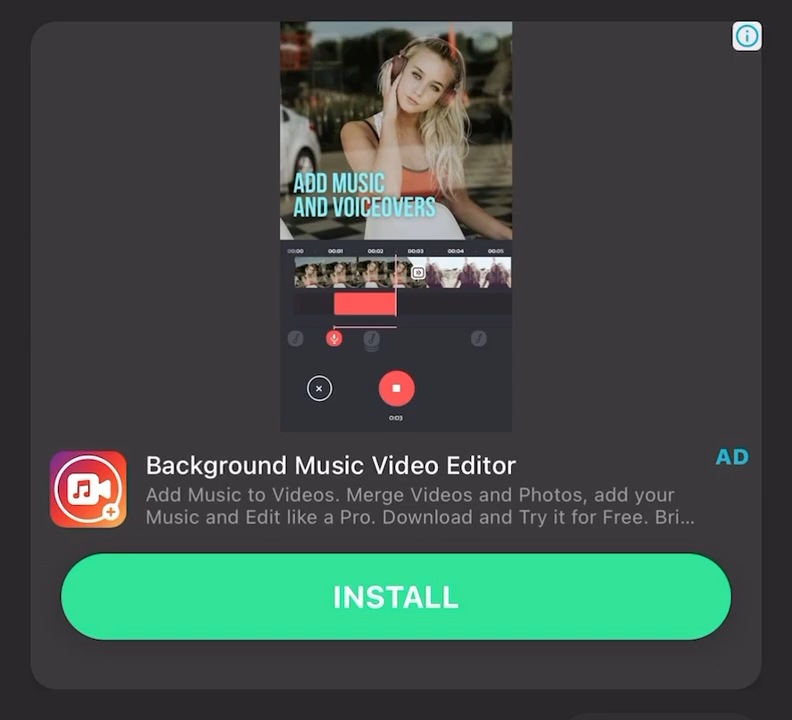 ADD MUSIC
AND VOICEOVERS
00:00 00:01 00:02 00:03 00:04 00:05
0:03
Background Music Video Editor
AD
Add Music to Videos. Merge Videos and Photos, add your
Music and Edit like a Pro. Download and Try it for Free. Bri...
INSTALL